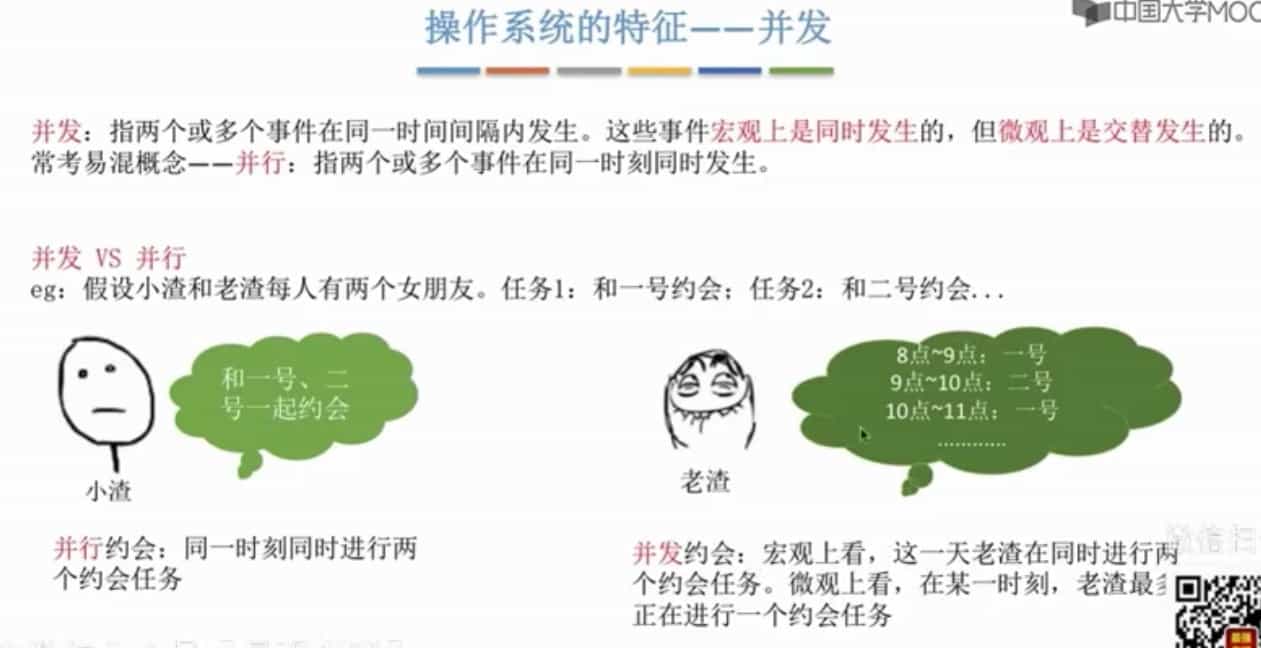 操作系统的特征——并发
中国大学MOO
并发：指两个或多个事件在同一时间间隔内发生。这些事件宏观上是同时发生的，但微观上是交替发生的。
常考易混概念——并行：指两个或多个事件在同一时刻同时发生。
并发 VS 并行
eg：假设小渣和老渣每人有两个女朋友。任务1：和一号约会；任务2：和二号约会...
和一号、二
号一起约会
小渣
8点~9点：一号
9点~10点：二号
10点~11点：一号
............
老渣
并行约会：同一时刻同时进行两
个约会任务
并发约会：宏观上看，这一天老渣在同时进行两
个约会任务。微观上看，在某一时刻，老渣最
正在进行一个约会任务
微信扫